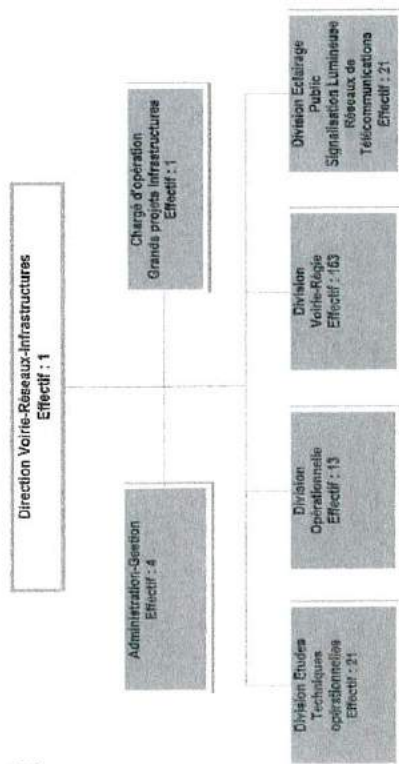 Direction Voirie-Réseaux-Infrastructures
Effectif : 1
Administration-Gestion
Effectif : 4
Chargé d'opération
Grands projets Infrastructures
Effectif : 1
Division Etudes
Techniques
opérationnelles
Effectif : 21
Division
Opérationnelle
Effectif : 13
Division
Voirie-Régie
Effectif : 163
Division Eclairage
Public
Signalisation Lumineuse
Réseaux de
Télécommunications
Effectif : 21